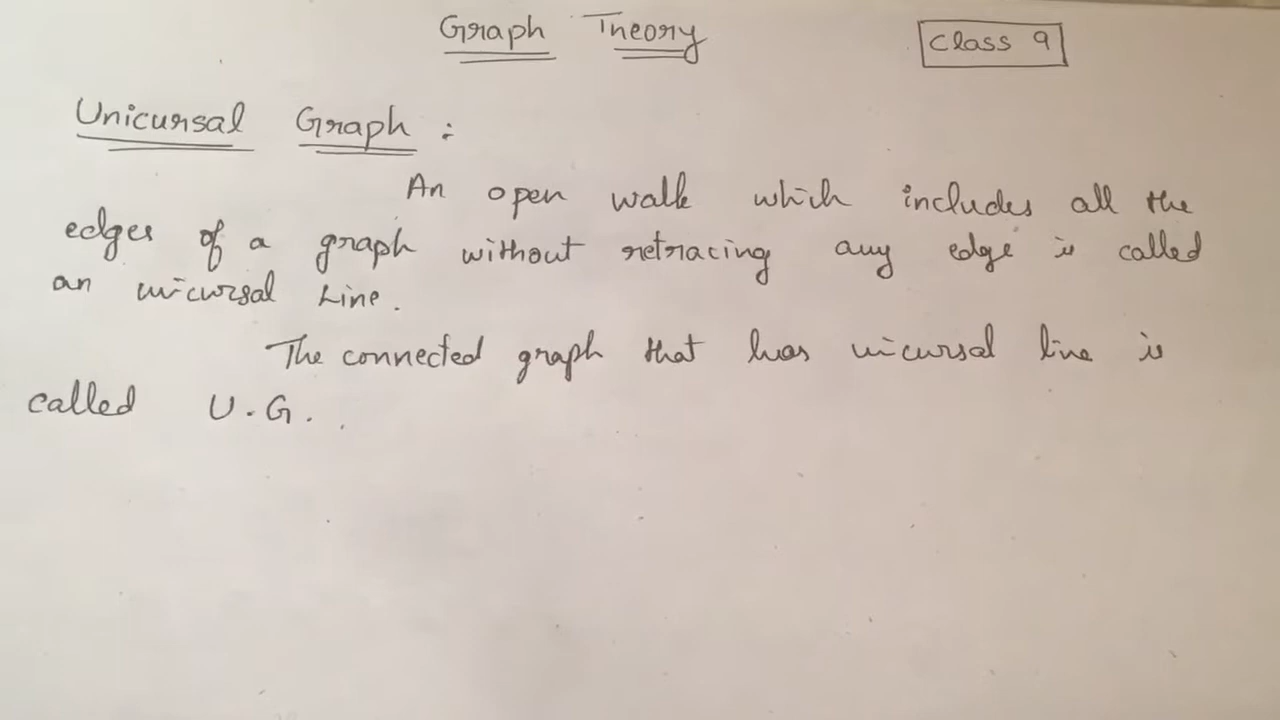 Graph Theory
Class 9
Unicursal Graph :
An open walk which includes all the
edges of a graph without retracing any edge is called
an unicursal Line.
The connected graph that has unicursal line is
called U.G.